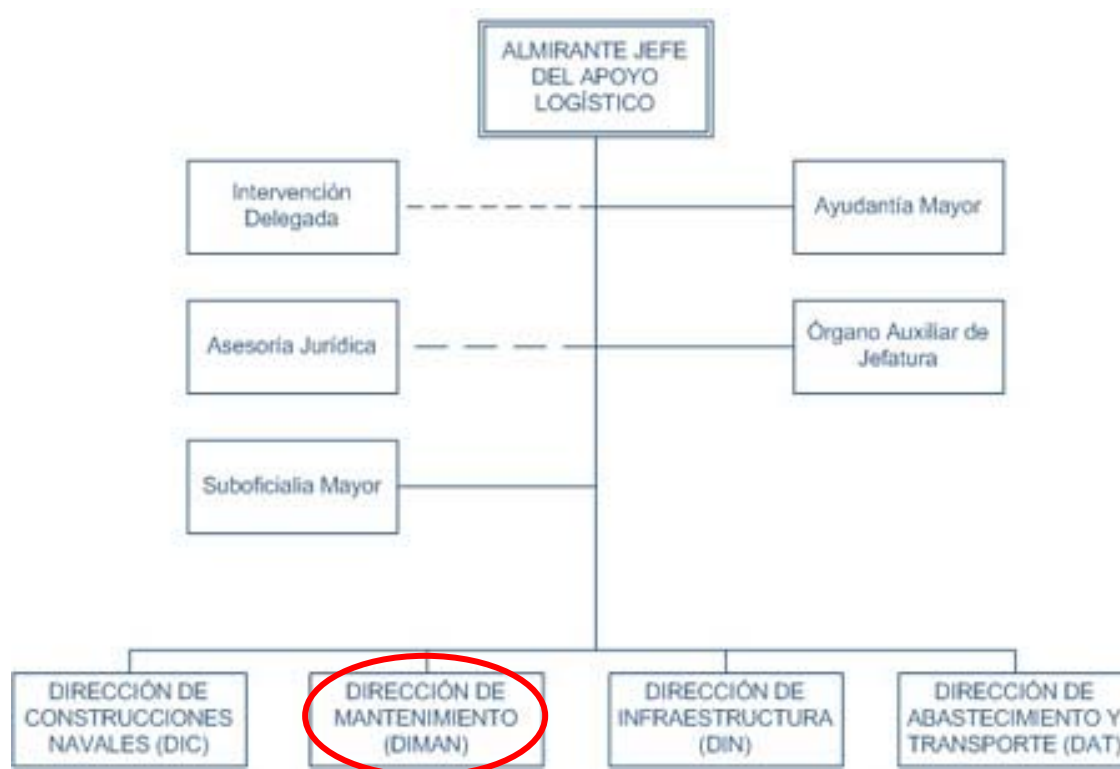 ALMIRANTE JEFE
DEL APOYO
LOGÍSTICO
Intervención
Delegada
Ayudantía Mayor
Asesoría Jurídica
Órgano Auxiliar de
Jefatura
Suboficialia Mayor
DIRECCIÓN DE
CONSTRUCCIONES
NAVALES (DIC)
DIRECCIÓN DE
MANTENIMIENTO
(DIMAN)
DIRECCIÓN DE
INFRAESTRUCTURA
(DIN)
DIRECCIÓN DE
ABASTECIMIENTO Y
TRANSPORTE (DAT)